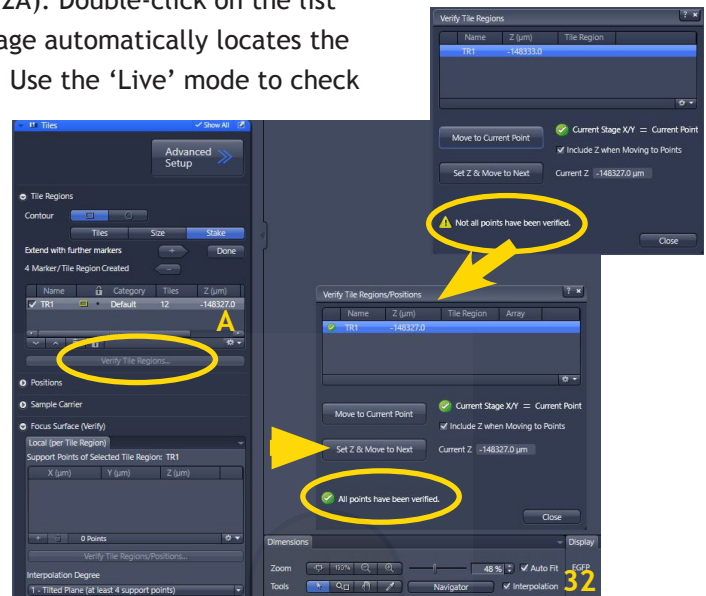 ZA). Double-click on the list
age automatically locates the
Use the ‘Live’ mode to check
Verify Tile Regions
? ×
Name Z (µm) Tile Region
TR1 -148333.0
Move to Current Point
Current Stage X/Y = Current Point
Include Z when Moving to Points
Set Z & Move to Next
Current Z -148327.0 µm
Not all points have been verified.
Close
Tiles
Show All
Advanced
Setup
Tile Regions
Contour
Tiles Size Stake
Extend with further markers + Done
4 Marker/Tile Region Created −
Name Category Tiles Z (µm)
TR1 Default 12 -148327.0
A
Verify Tile Regions...
Positions
Sample Carrier
Focus Surface (Verify)
Local (per Tile Region)
Support Points of Selected Tile Region: TR1
X (µm) Y (µm) Z (µm)
+ 0 Points
Verify Tile Regions/Positions...
Interpolation Degree
1 - Tilted Plane (at least 4 support points)
Verify Tile Regions/Positions
? ×
Name Z (µm) Tile Region Array
TR1 -148327.0
Move to Current Point
Current Stage X/Y = Current Point
Include Z when Moving to Points
Set Z & Move to Next
Current Z -148327.0 µm
All points have been verified.
Close
Dimensions
Display
Zoom 48 % Auto Fit EGFP
Tools Navigator Interpolation
32